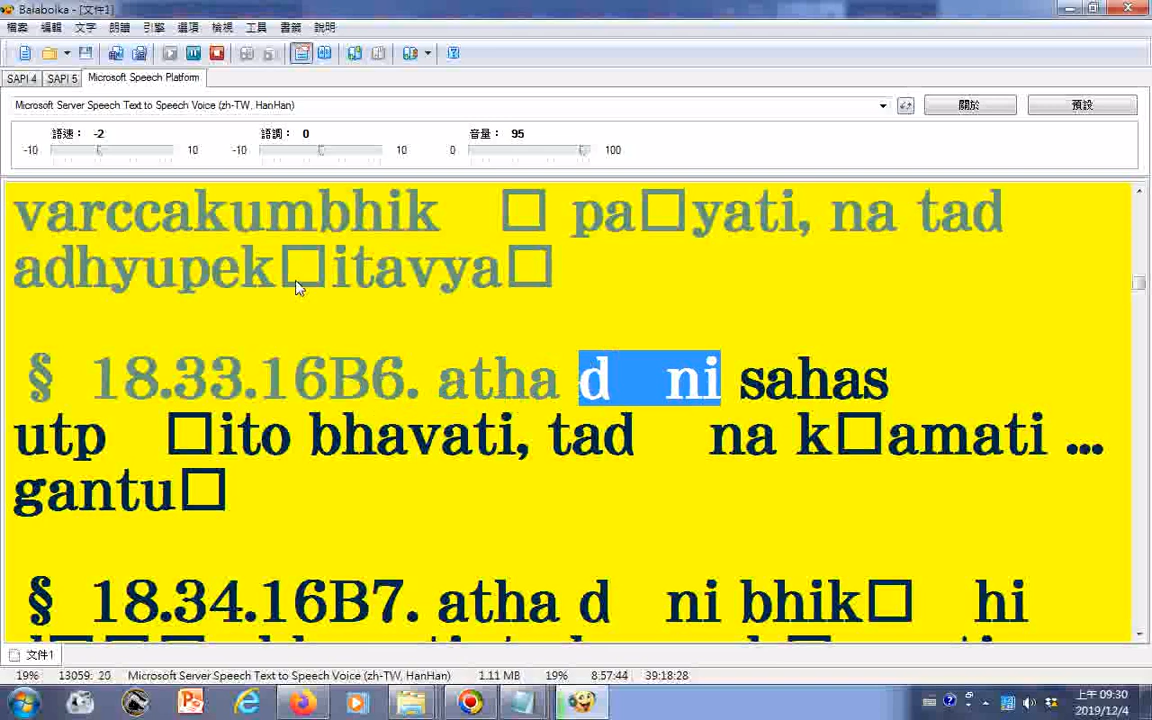 Balabolka - [文件1]
檔案 編輯 文字 朗讀 引擎 選項 檢視 工具 書籤 說明
SAPI 4 SAPI 5 Microsoft Speech Platform
Microsoft Server Speech Text to Speech Voice (zh-TW, HanHan) 關於 預設
語速： -2 語調： 0 音量： 95
-10 10 -10 10 0 100
varccakumbhik □ pa□yati, na tad
adhyupek□itavya□
§ 18.33.16B6. atha d ni sahas
utp □ito bhavati, tad na k□amati ...
gantu□
§ 18.34.16B7. atha d ni bhik□ hi
文件1
19% 13059: 20 Microsoft Server Speech Text to Speech Voice (zh-TW, HanHan) 1.11 MB 19% 8:57:44 39:18:28
上午 09:30
2019/12/4